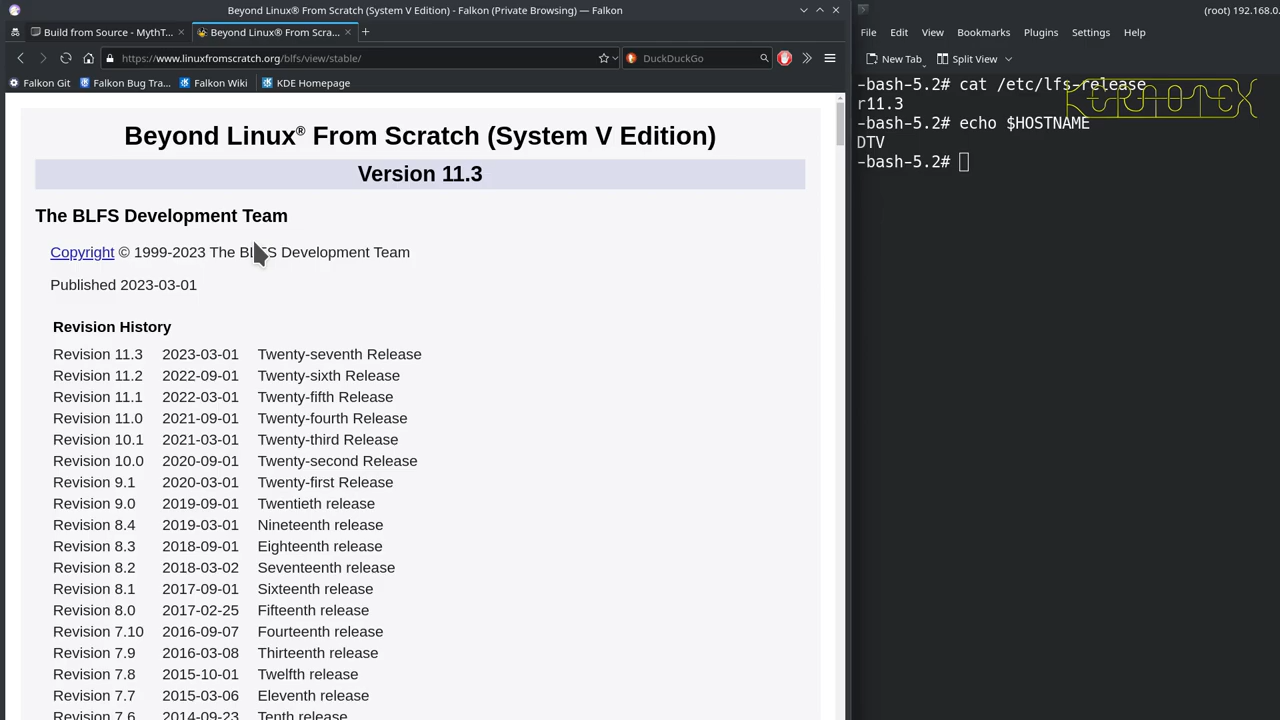 Beyond Linux® From Scratch (System V Edition) - Falkon (Private Browsing) — Falkon
Build from Source - MythT...
Beyond Linux® From Scra...
https://www.linuxfromscratch.org/blfs/view/stable/
DuckDuckGo
Falkon Git
Falkon Bug Tra...
Falkon Wiki
KDE Homepage
Beyond Linux® From Scratch (System V Edition)
Version 11.3
The BLFS Development Team
Copyright © 1999-2023 The BLFS Development Team
Published 2023-03-01
Revision History
Revision 11.3 2023-03-01 Twenty-seventh Release
Revision 11.2 2022-09-01 Twenty-sixth Release
Revision 11.1 2022-03-01 Twenty-fifth Release
Revision 11.0 2021-09-01 Twenty-fourth Release
Revision 10.1 2021-03-01 Twenty-third Release
Revision 10.0 2020-09-01 Twenty-second Release
Revision 9.1 2020-03-01 Twenty-first Release
Revision 9.0 2019-09-01 Twentieth release
Revision 8.4 2019-03-01 Nineteenth release
Revision 8.3 2018-09-01 Eighteenth release
Revision 8.2 2018-03-02 Seventeenth release
Revision 8.1 2017-09-01 Sixteenth release
Revision 8.0 2017-02-25 Fifteenth release
Revision 7.10 2016-09-07 Fourteenth release
Revision 7.9 2016-03-08 Thirteenth release
Revision 7.8 2015-10-01 Twelfth release
Revision 7.7 2015-03-06 Eleventh release
Revision 7.6 2014-09-23 Tenth release
(root) 192.168.0.
File Edit View Bookmarks Plugins Settings Help
New Tab Split View
-bash-5.2# cat /etc/lfs-release
r11.3
-bash-5.2# echo $HOSTNAME
DTV
-bash-5.2#